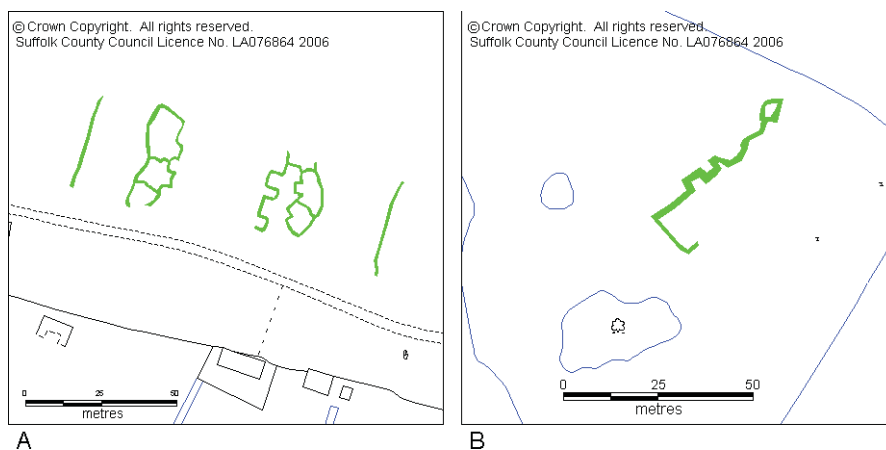 © Crown Copyright. All rights reserved.
Suffolk County Council Licence No. LA076864 2006
0 25 50
metres
A
© Crown Copyright. All rights reserved.
Suffolk County Council Licence No. LA076864 2006
0 25 50
metres
B